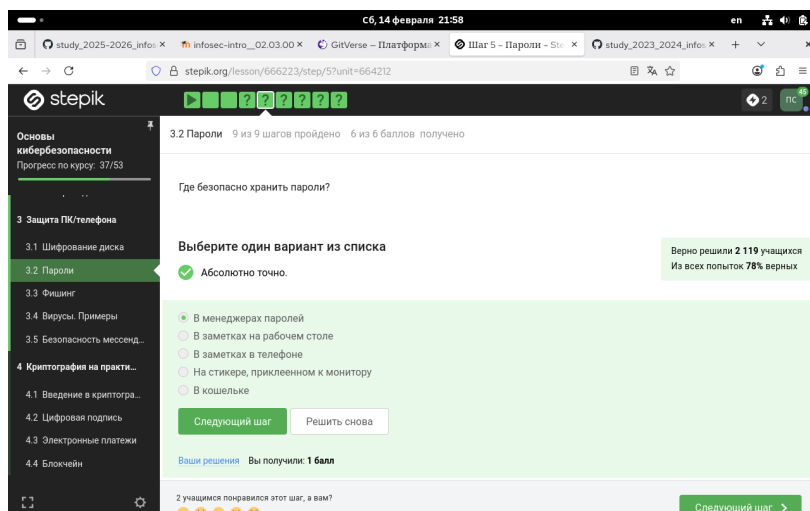 Сб, 14 февраля 21:58
en
study_2025-2026_infos
infosec-intro__02.03.00
GitVerse – Платформа
Шаг 5 – Пароли – Ste
study_2023_2024_infos
stepik.org/lesson/666223/step/5?unit=664212
stepik
2
ПС
45
Основы кибербезопасности
Прогресс по курсу: 37/53
3.2 Пароли 9 из 9 шагов пройдено 6 из 6 баллов получено
Где безопасно хранить пароли?
3 Защита ПК/телефона
3.1 Шифрование диска
3.2 Пароли
3.3 Фишинг
3.4 Вирусы. Примеры
3.5 Безопасность мессенд...
4 Криптография на практи...
4.1 Введение в криптогра...
4.2 Цифровая подпись
4.3 Электронные платежи
4.4 Блокчейн
Выберите один вариант из списка
Абсолютно точно.
Верно решили 2 119 учащихся
Из всех попыток 78% верных
В менеджерах паролей
В заметках на рабочем столе
В заметках в телефоне
На стикере, приклеенном к монитору
В кошельке
Следующий шаг
Решить снова
Ваши решения Вы получили: 1 балл
2 учащимся понравился этот шаг, а вам?
Следующий шаг